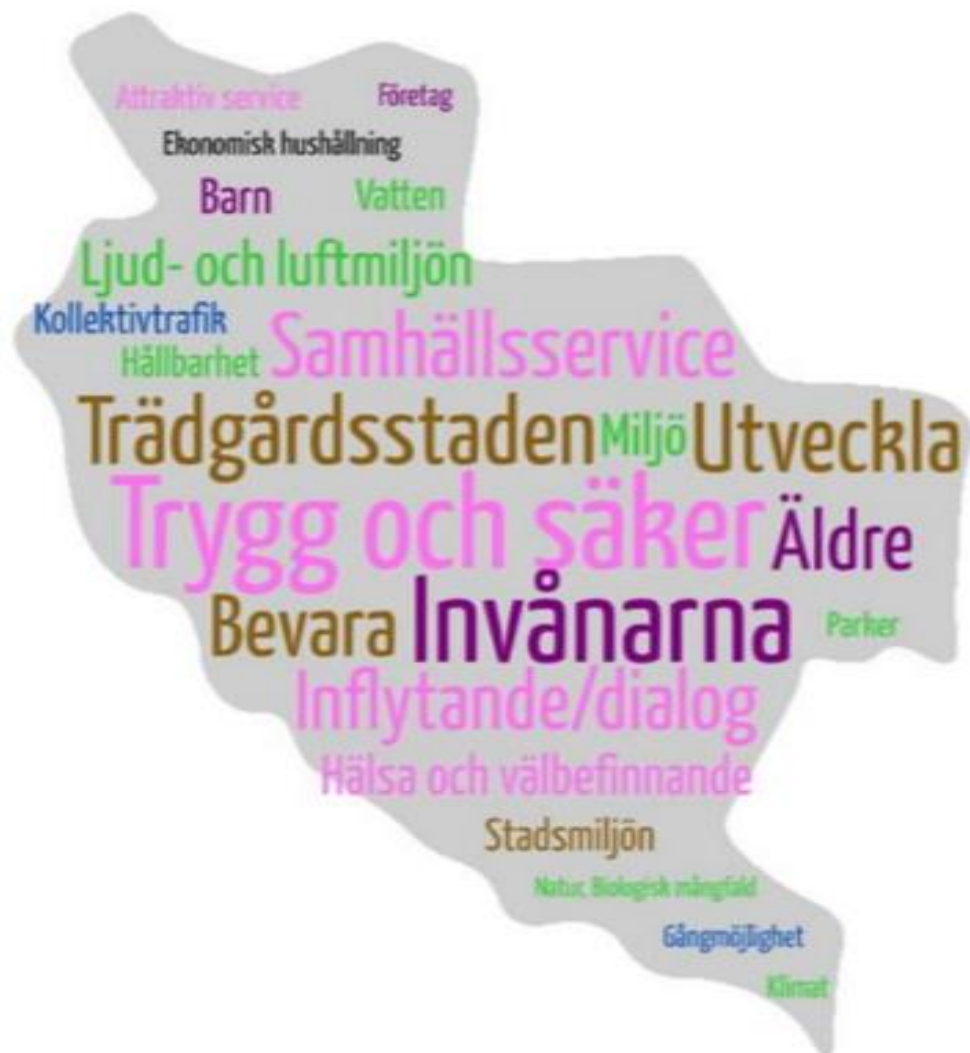 Attraktiv service Företag
Ekonomisk hushållning
Barn Vatten
Ljud- och luftmiljön
Kollektivtrafik
Samhällsservice
Hållbarhet
Trädgårdsstaden Miljö Utveckla
Trygg och säker Äldre
Bevara Invånarna Parker
Inflytande/dialog
Hälsa och välbefinnande
Stadsmiljön
Natur, Biologisk mångfald
Gångmöjlighet
Klimat